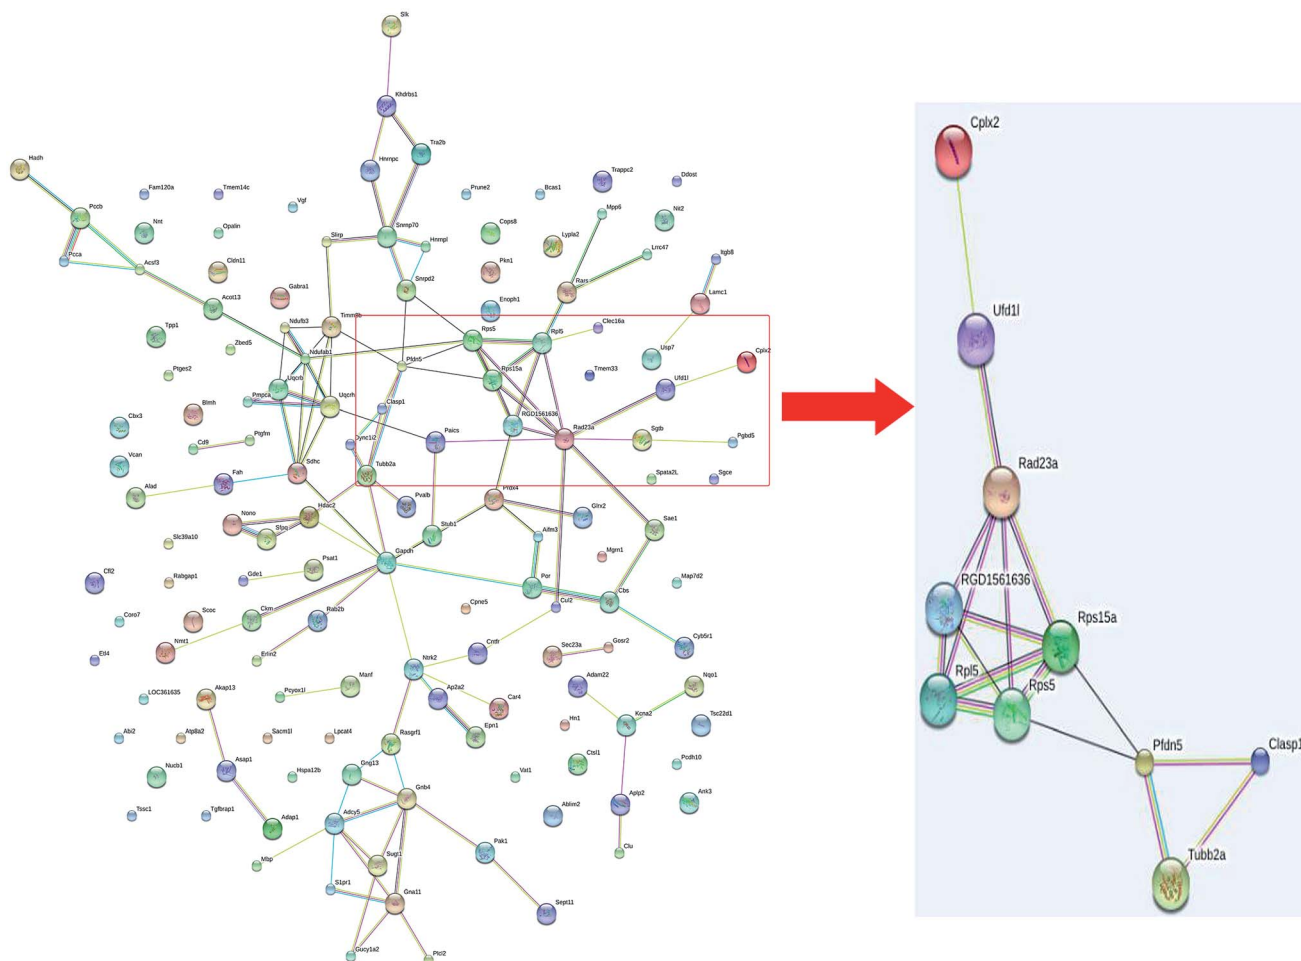 Slk
Khdrbs1
Tra2b
Hnrnpc
Hadh
Fam120a
Tmem14c
Vgf
Prune2
Bcas1
Trappc2
Ddost
Pccb
Nnt
Opalin
Snrnp70
Cops8
Mpp6
Nit2
Slirp
Hnrnpl
Lypla2
Lrrc47
Pcca
Acsf3
Cldn11
Pkn1
Itgb8
Gabra1
Snrpd2
Rars
Lamc1
Acot13
Enoph1
Ndufb3
Tpp1
Rps5
Rpl5
Clec16a
Zbed5
Ndufab1
Pfdn5
Usp7
Cplx2
Ptges2
Uqcrb
Rps15a
Tmem33
Ufd1l
Pmpca
Uqcrh
Clasp1
Blmh
Cbx3
RGD1561636
Rad23a
Sgtb
Pgbd5
Cd9
Ptgfrn
Dync1i2
Paics
Vcan
Sdhc
Tubb2a
Spata2L
Sgce
Alad
Fah
Pvalb
Prdx4
Glrx2
Nono
Sfpq
Hdac2
Stub1
Aifm3
Sae1
Slc39a10
Gapdh
Mgrn1
Cfl2
Rabgap1
Gde1
Psat1
Por
Cbs
Map7d2
Coro7
Scoc
Ckm
Rab2b
Cpne5
Cul2
Nmt1
Erlin2
Cntfr
Sec23a
Gosr2
Cyb5r1
Ntrk2
LOC361635
Akap13
Pcyox1l
Manf
Ap2a2
Car4
Adam22
Nqo1
Abi2
Atp8a2
Sacm1l
Lpcat4
Epn1
Hn1
Kcna2
Tsc22d1
Rasgrf1
Nucb1
Asap1
Hspa12b
Gng13
Vat1
Ctsl1
Pcdh10
Gnb4
Aplp2
Ank3
Tssc1
Tgfbrap1
Adap1
Adcy5
Ablim2
Mbp
Sugt1
Pak1
Clu
S1pr1
Gna11
Sept11
Gucy1a2
Plcl2
Cplx2
Ufd1l
Rad23a
RGD1561636
Rps15a
Rpl5
Rps5
Pfdn5
Clasp1
Tubb2a